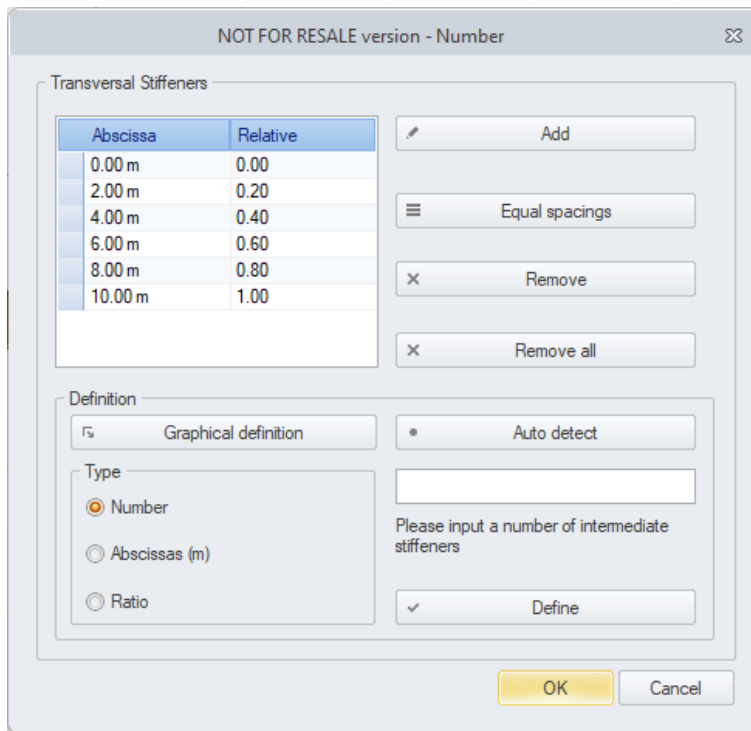 NOT FOR RESALE version - Number
Transversal Stiffeners
Abscissa Relative
0.00 m 0.00
2.00 m 0.20
4.00 m 0.40
6.00 m 0.60
8.00 m 0.80
10.00 m 1.00
Add
Equal spacings
Remove
Remove all
Definition
Graphical definition
Auto detect
Type
Number
Abscissas (m)
Ratio
Please input a number of intermediate
stiffeners
Define
OK Cancel